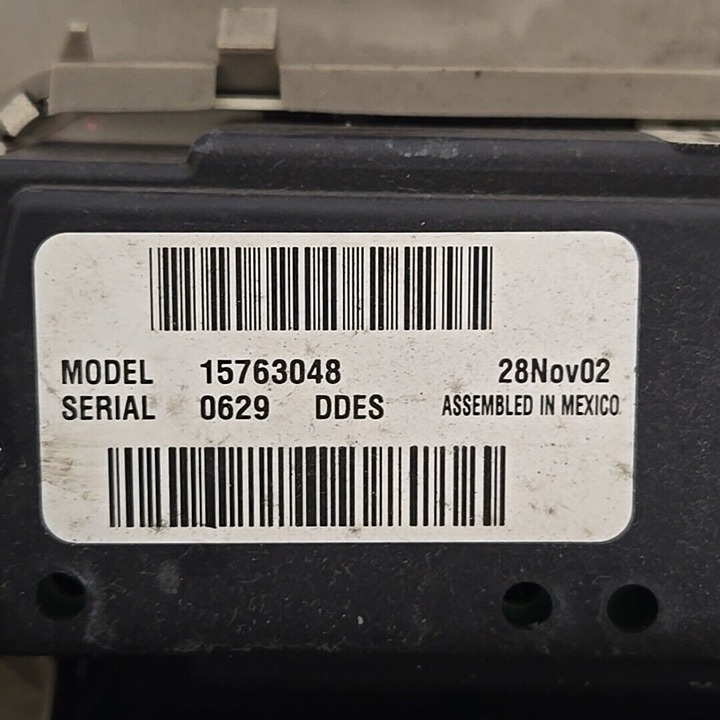 MODEL 15763048 28Nov02
SERIAL 0629 DDES ASSEMBLED IN MEXICO